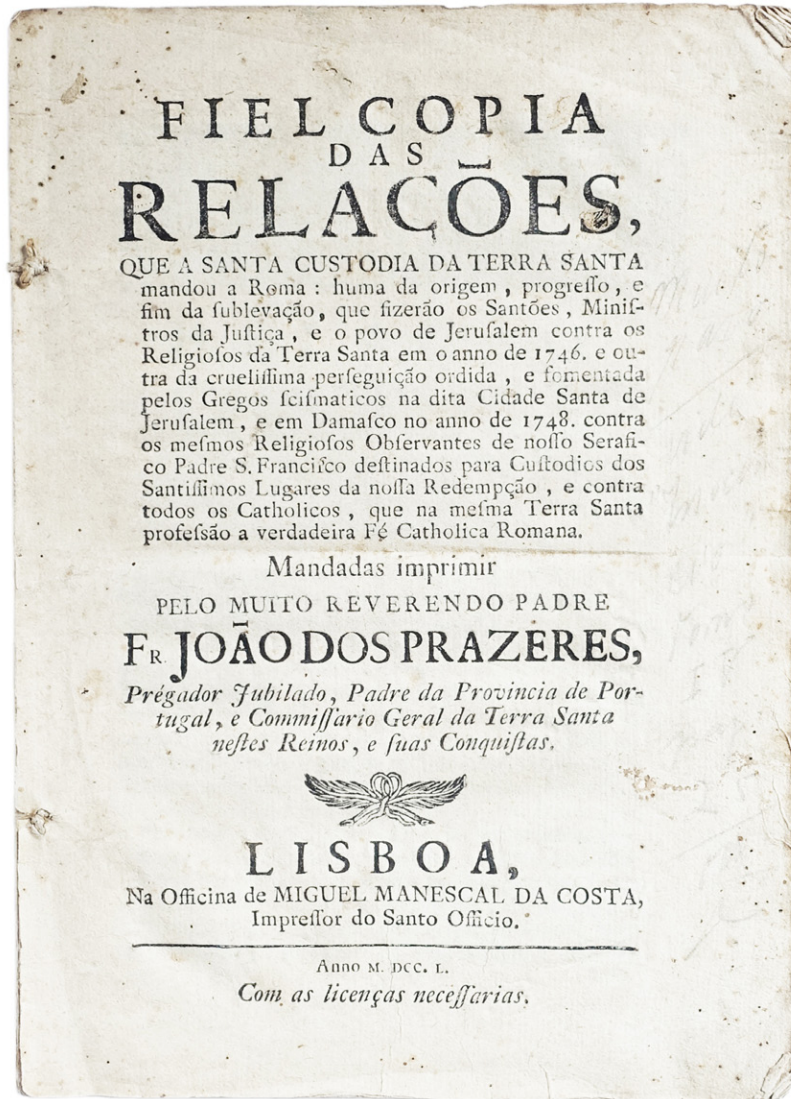 FIEL COPIA
DAS
RELAÇÕES,
QUE A SANTA CUSTODIA DA TERRA SANTA
mandou a Roma : huma da origem , progreſſo, e
fim da ſublevação, que fizerão os Santões, Miniſ-
tros da Juſtiça , e o povo de Jeruſalem contra os
Religioſos da Terra Santa em o anno de 1746. e ou-
tra da crueliſſima perſeguição ordida , e fomentada
pelos Gregos ſciſmaticos na dita Cidade Santa de
Jeruſalem , e em Damaſco no anno de 1748. contra
os meſmos Religioſos Obſervantes de noſſo Serafi-
co Padre S. Franciſco deſtinados para Cuſtodios dos
Santiſſimos Lugares da noſſa Redempção , e contra
todos os Catholicos , que na meſma Terra Santa
profeſsão a verdadeira Fé Catholica Romana.
Mandadas imprimir
PELO MUITO REVERENDO PADRE
FR. JOÃO DOS PRAZERES,
Prégador Jubilado, Padre da Provincia de Por-
tugal, e Commiſſario Geral da Terra Santa
neſtes Reinos, e ſuas Conquiſtas.
LISBOA,
Na Officina de MIGUEL MANESCAL DA COSTA,
Impreſſor do Santo Officio.
Anno M. DCC. L.
Com as licenças neceſſarias.